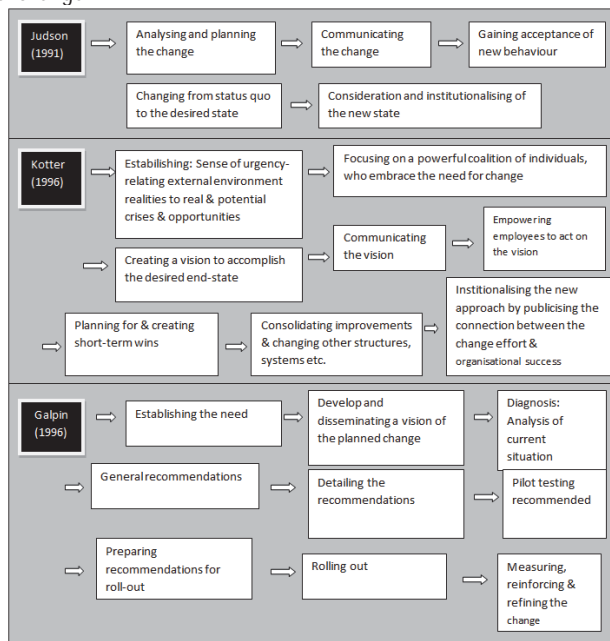 Judson
(1991)
Analysing and planning
the change
Communicating
the change
Gaining acceptance of
new behaviour
Changing from status quo
to the desired state
Consideration and institutionalising of
the new state
Kotter
(1996)
Estabilishing: Sense of urgency-
relating external environment
realities to real & potential
crises & opportunities
Focusing on a powerful coalition of individuals,
who embrace the need for change
Creating a vision to accomplish
the desired end-state
Communicating
the vision
Empowering
employees to act on
the vision
Planning for & creating
short-term wins
Consolidating improvements
& changing other structures,
systems etc.
Institionalising the new
approach by publicising the
connection between the
change effort &
organisational success
Galpin
(1996)
Establishing the need
Develop and
disseminating a vision of
the planned change
Diagnosis:
Analysis of
current
situation
General recommendations
Detailing the
recommendations
Pilot testing
recommended
Preparing
recommendations for
roll-out
Rolling out
Measuring,
reinforcing &
refining the
change